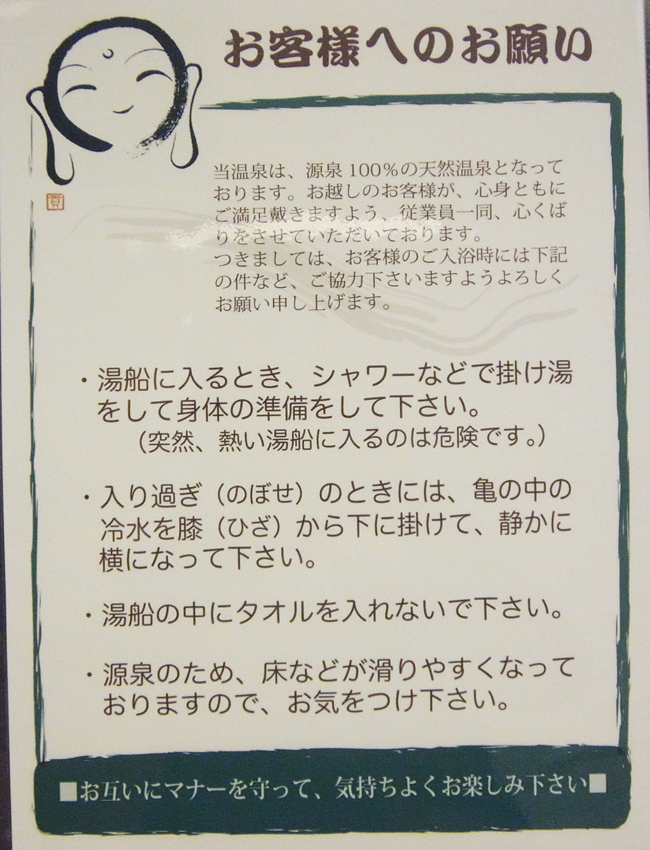 お客様へのお願い
当温泉は、源泉100%の天然温泉となって
おります。お越しのお客様が、心身ともに
ご満足戴きますよう、従業員一同、心くば
りをさせていただいております。
つきましては、お客様のご入浴時には下記
の件など、ご協力下さいますようよろしく
お願い申し上げます。
・湯船に入るとき、シャワーなどで掛け湯
をして身体の準備をして下さい。
(突然、熱い湯船に入るのは危険です。)
・入り過ぎ(のぼせ)のときには、亀の中の
冷水を膝(ひざ)から下に掛けて、静かに
横になって下さい。
・湯船の中にタオルを入れないで下さい。
・源泉のため、床などが滑りやすくなって
おりますので、お気をつけ下さい。
■お互いにマナーを守って、気持ちよくお楽しみ下さい■